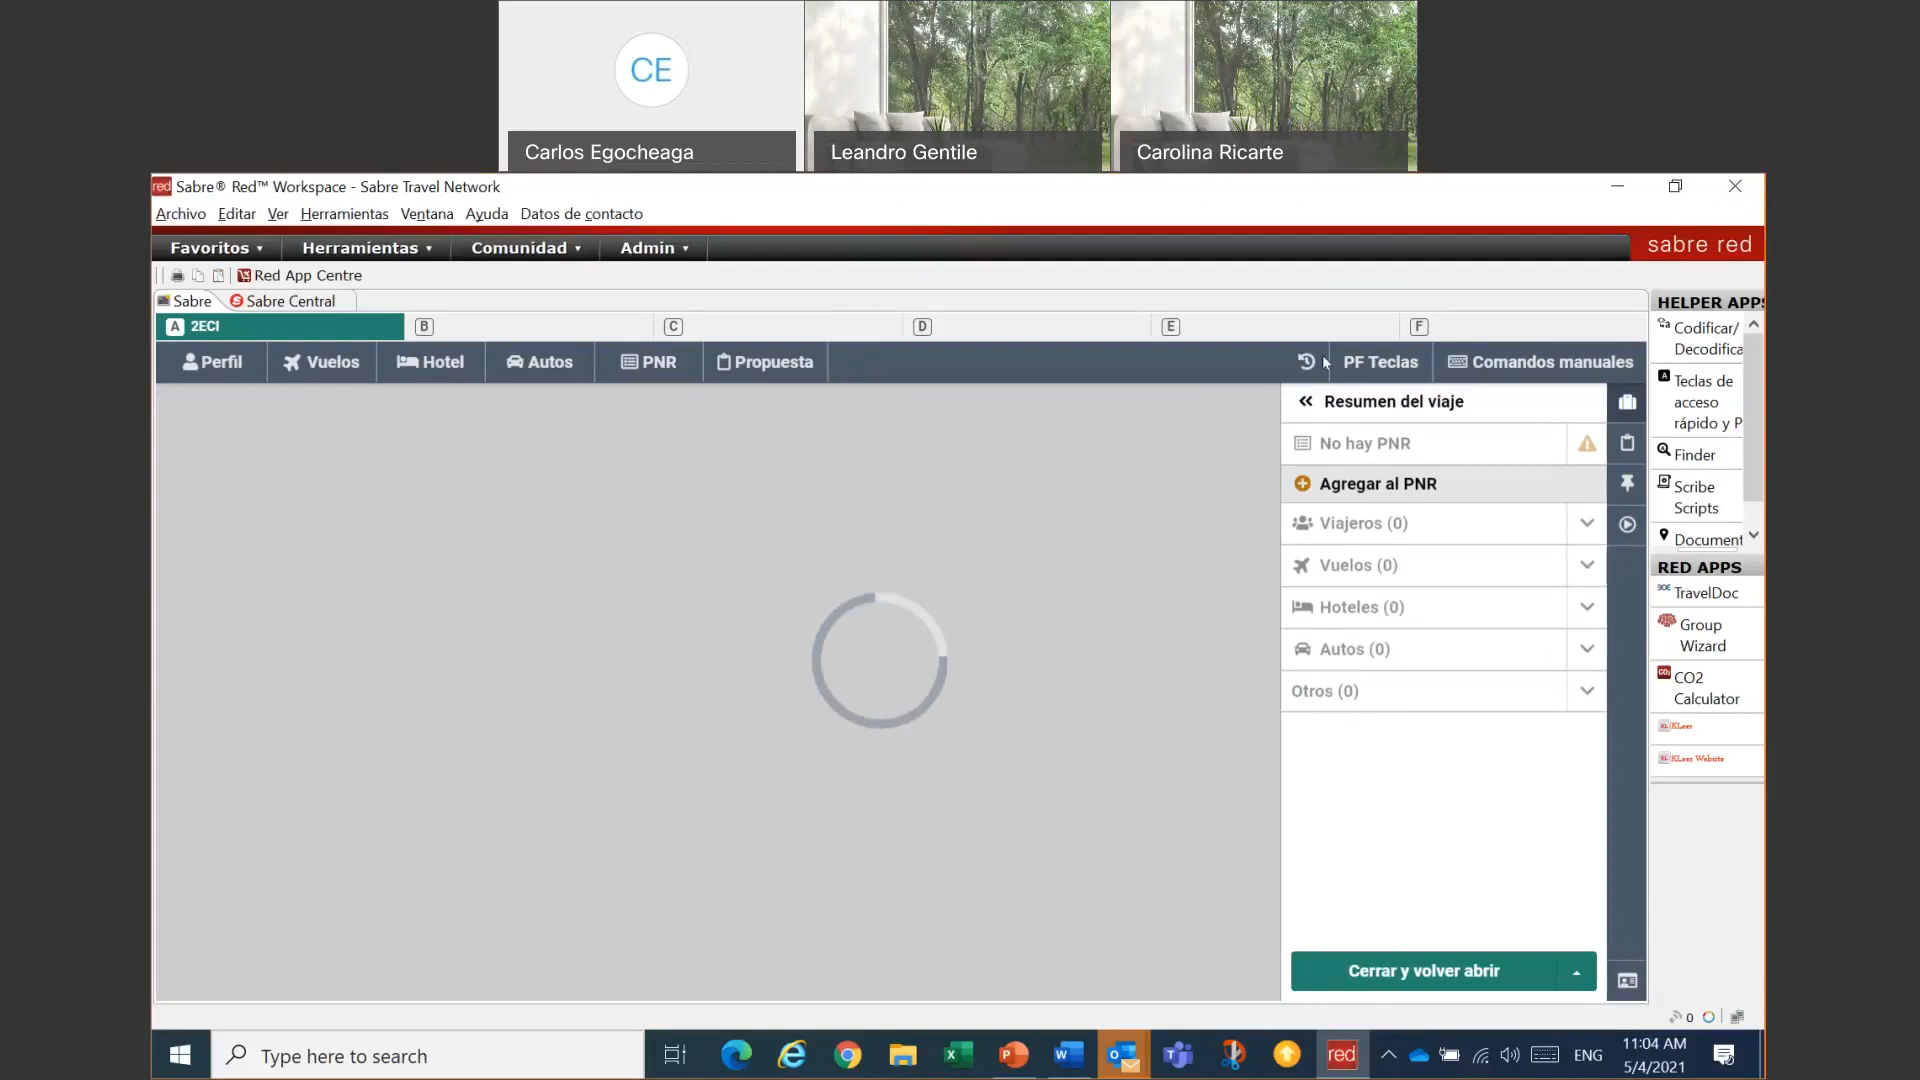 CE
Carlos Egocheaga
Leandro Gentile
Carolina Ricarte
red Sabre® Red™ Workspace - Sabre Travel Network
Archivo Editar Ver Herramientas Ventana Ayuda Datos de contacto
Favoritos Herramientas Comunidad Admin
sabre red
Red App Centre
Sabre Sabre Central
A 2ECI B C D E F
Perfil Vuelos Hotel Autos PNR Propuesta PF Teclas Comandos manuales
Resumen del viaje
No hay PNR
Agregar al PNR
Viajeros (0)
Vuelos (0)
Hoteles (0)
Autos (0)
Otros (0)
Cerrar y volver abrir
HELPER APPS
Codificar/
Decodifica
Teclas de
acceso
rápido y P
Finder
Scribe
Scripts
Document
RED APPS
TravelDoc
Group
Wizard
CO2
Calculator
KLeer
KLeer Website
0
Type here to search
red
ENG
11:04 AM
5/4/2021